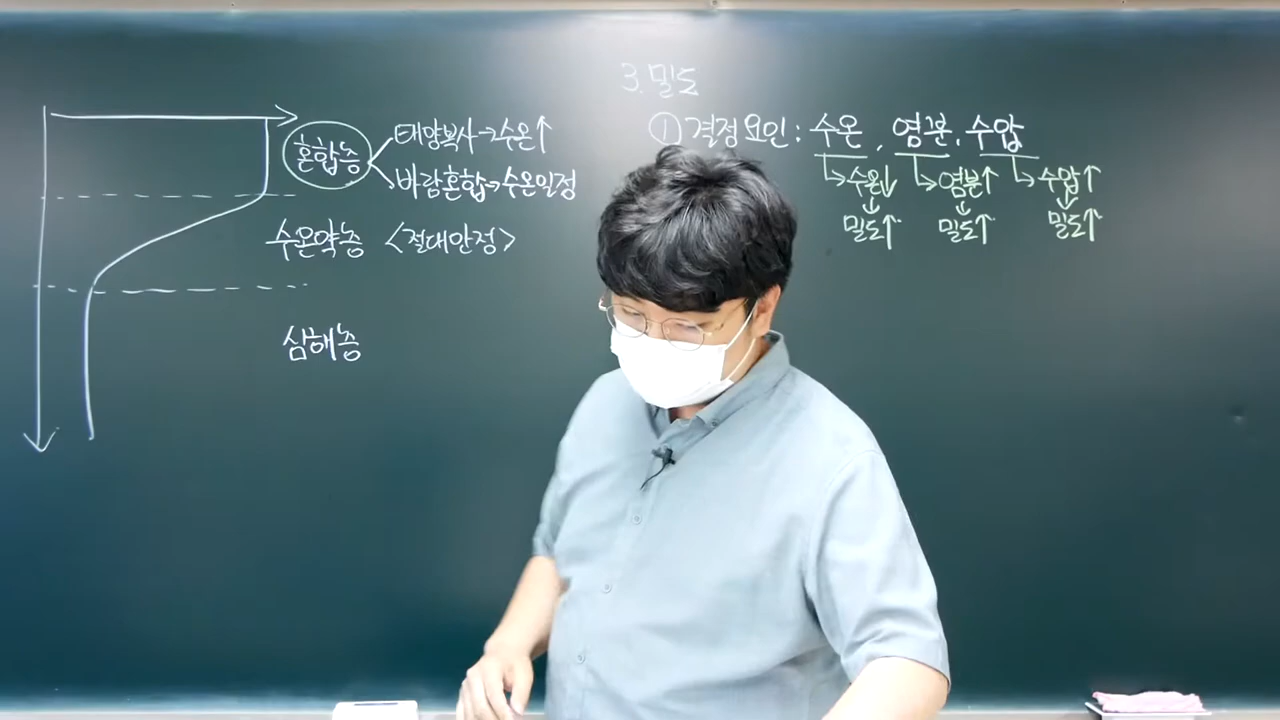 혼합층
태양복사→수온↑
바람혼합→수온일정
수온약층 <절대안정>
심해층
3. 밀도
① 결정요인 : 수온, 염분, 수압
수온↓ 염분↑ 수압↑
밀도↑ 밀도↑ 밀도↑